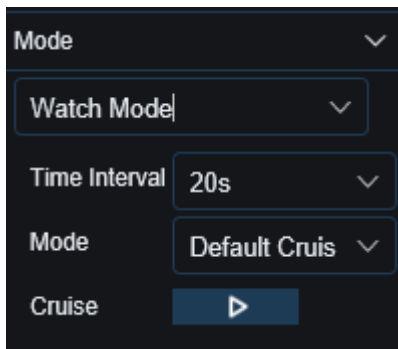 Mode
Watch Mode
Time Interval 20s
Mode Default Cruis
Cruise